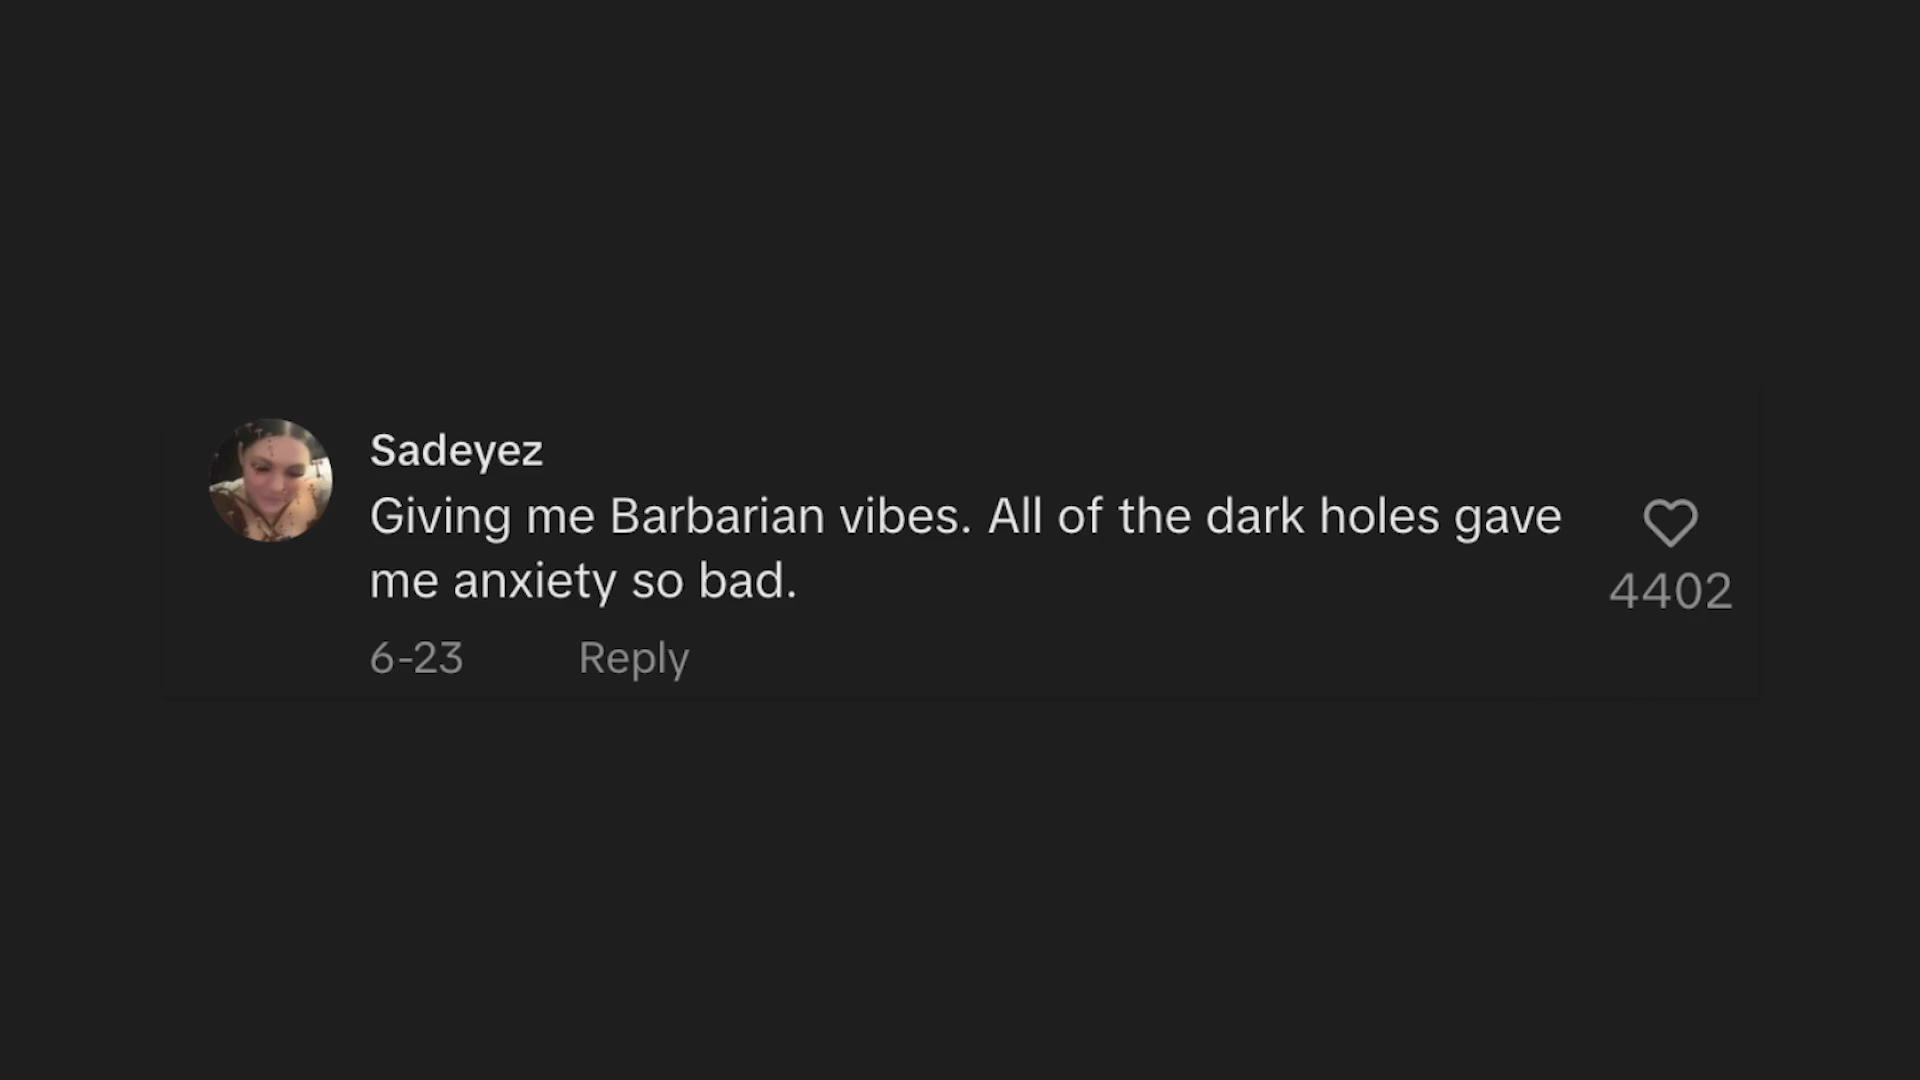 Sadeyez
Giving me Barbarian vibes. All of the dark holes gave
me anxiety so bad.
4402
6-23 Reply